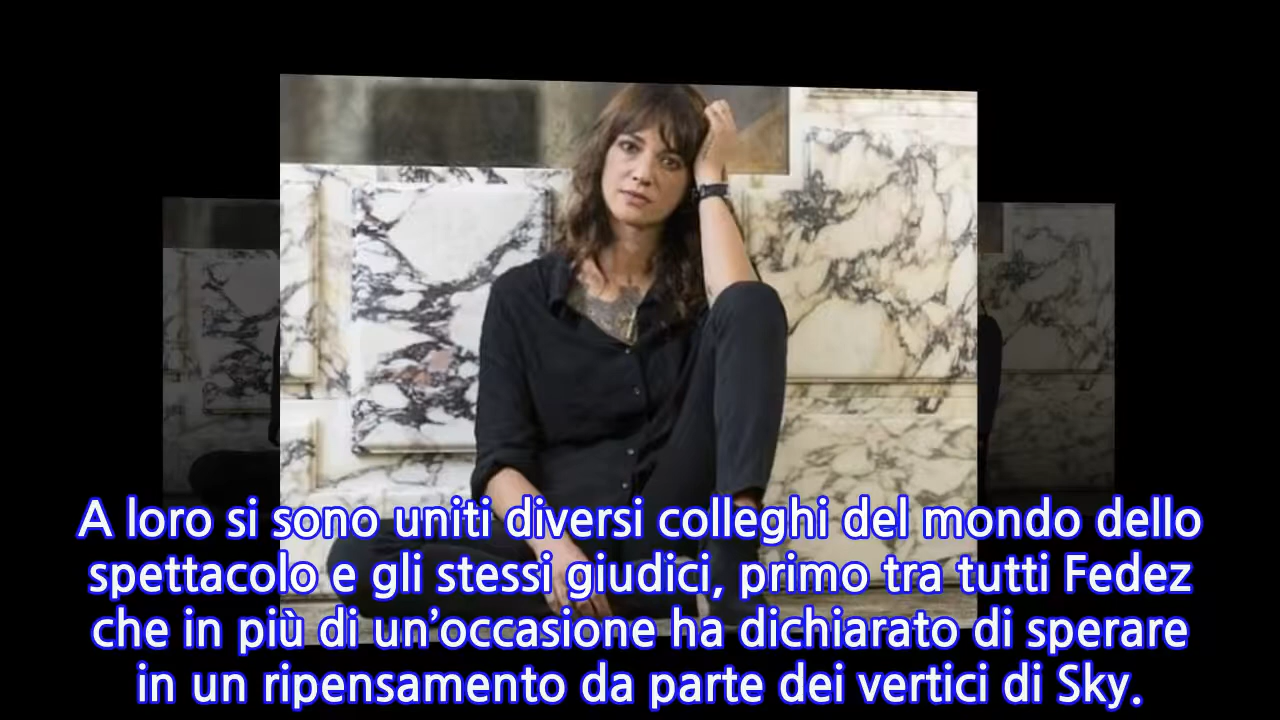 A loro si sono uniti diversi colleghi del mondo dello
spettacolo e gli stessi giudici, primo tra tutti Fedez
che in più di un’occasione ha dichiarato di sperare
in un ripensamento da parte dei vertici di Sky.